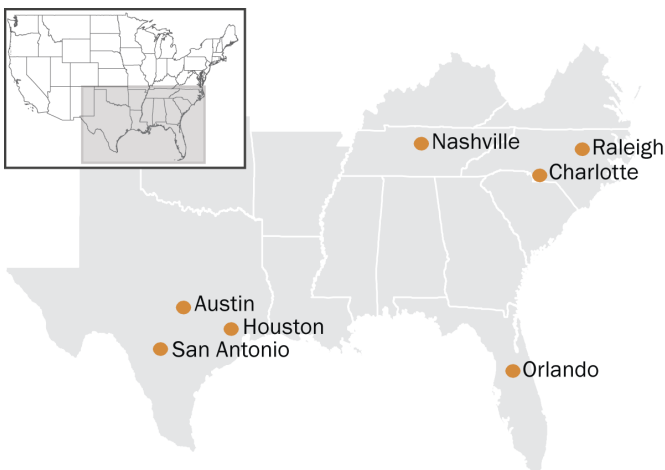 Nashville
Raleigh
Charlotte
Austin
Houston
San Antonio
Orlando